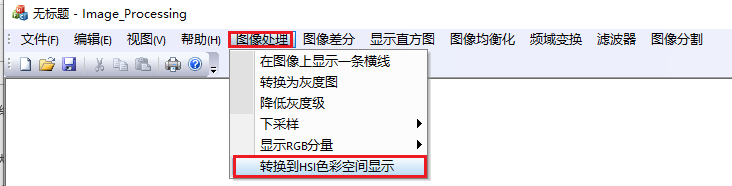 无标题 - Image_Processing
文件(F) 编辑(E) 视图(V) 帮助(H) 图像处理 图像差分 显示直方图 图像均衡化 频域变换 滤波器 图像分割
在图像上显示一条横线
转换为灰度图
降低灰度级
下采样
显示RGB分量
转换到HSI色彩空间显示